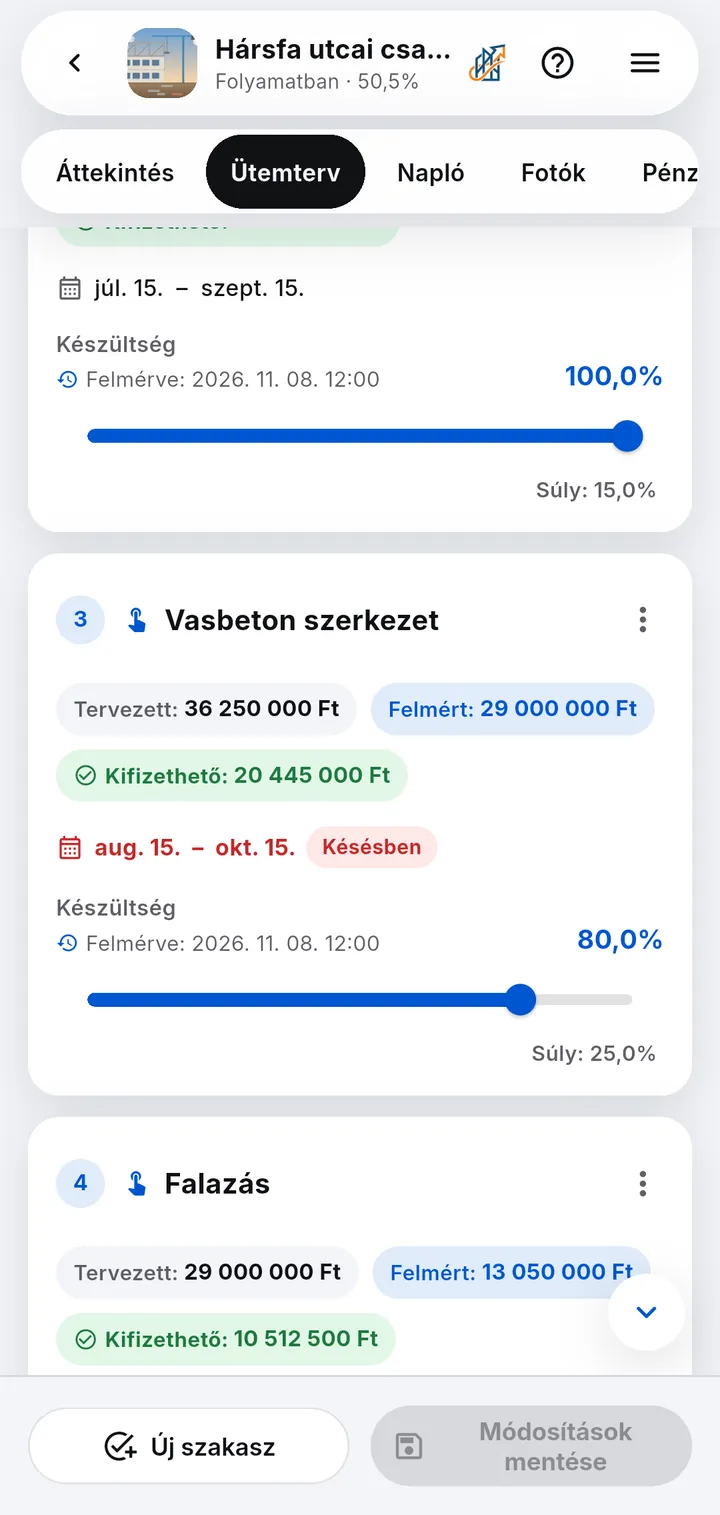 Hársfa utcai csa...
Folyamatban · 50,5%
Áttekintés Ütemterv Napló Fotók Pénz
júl. 15. – szept. 15.
Készültség
Felmérve: 2026. 11. 08. 12:00 100,0%
Súly: 15,0%
3 Vasbeton szerkezet
Tervezett: 36 250 000 Ft Felmért: 29 000 000 Ft
Kifizethető: 20 445 000 Ft
aug. 15. – okt. 15. Késésben
Készültség
Felmérve: 2026. 11. 08. 12:00 80,0%
Súly: 25,0%
4 Falazás
Tervezett: 29 000 000 Ft Felmért: 13 050 000 Ft
Kifizethető: 10 512 500 Ft
Új szakasz Módosítások
mentése